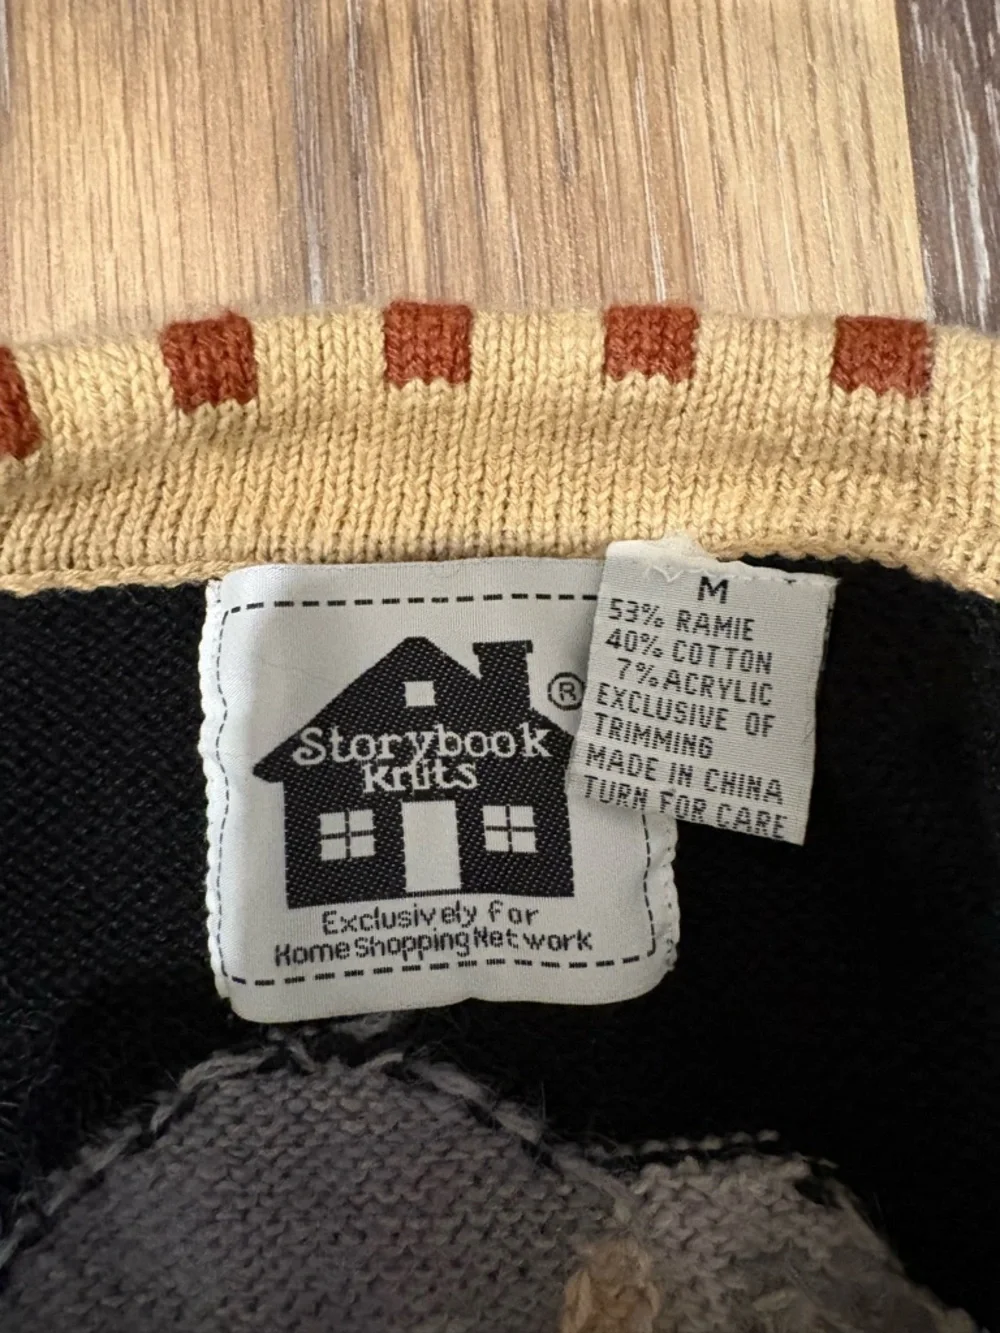 Storybook
Knits
®
Exclusively for
Home Shopping Network
M
53% RAMIE
40% COTTON
7% ACRYLIC
EXCLUSIVE OF
TRIMMING
MADE IN CHINA
TURN FOR CARE